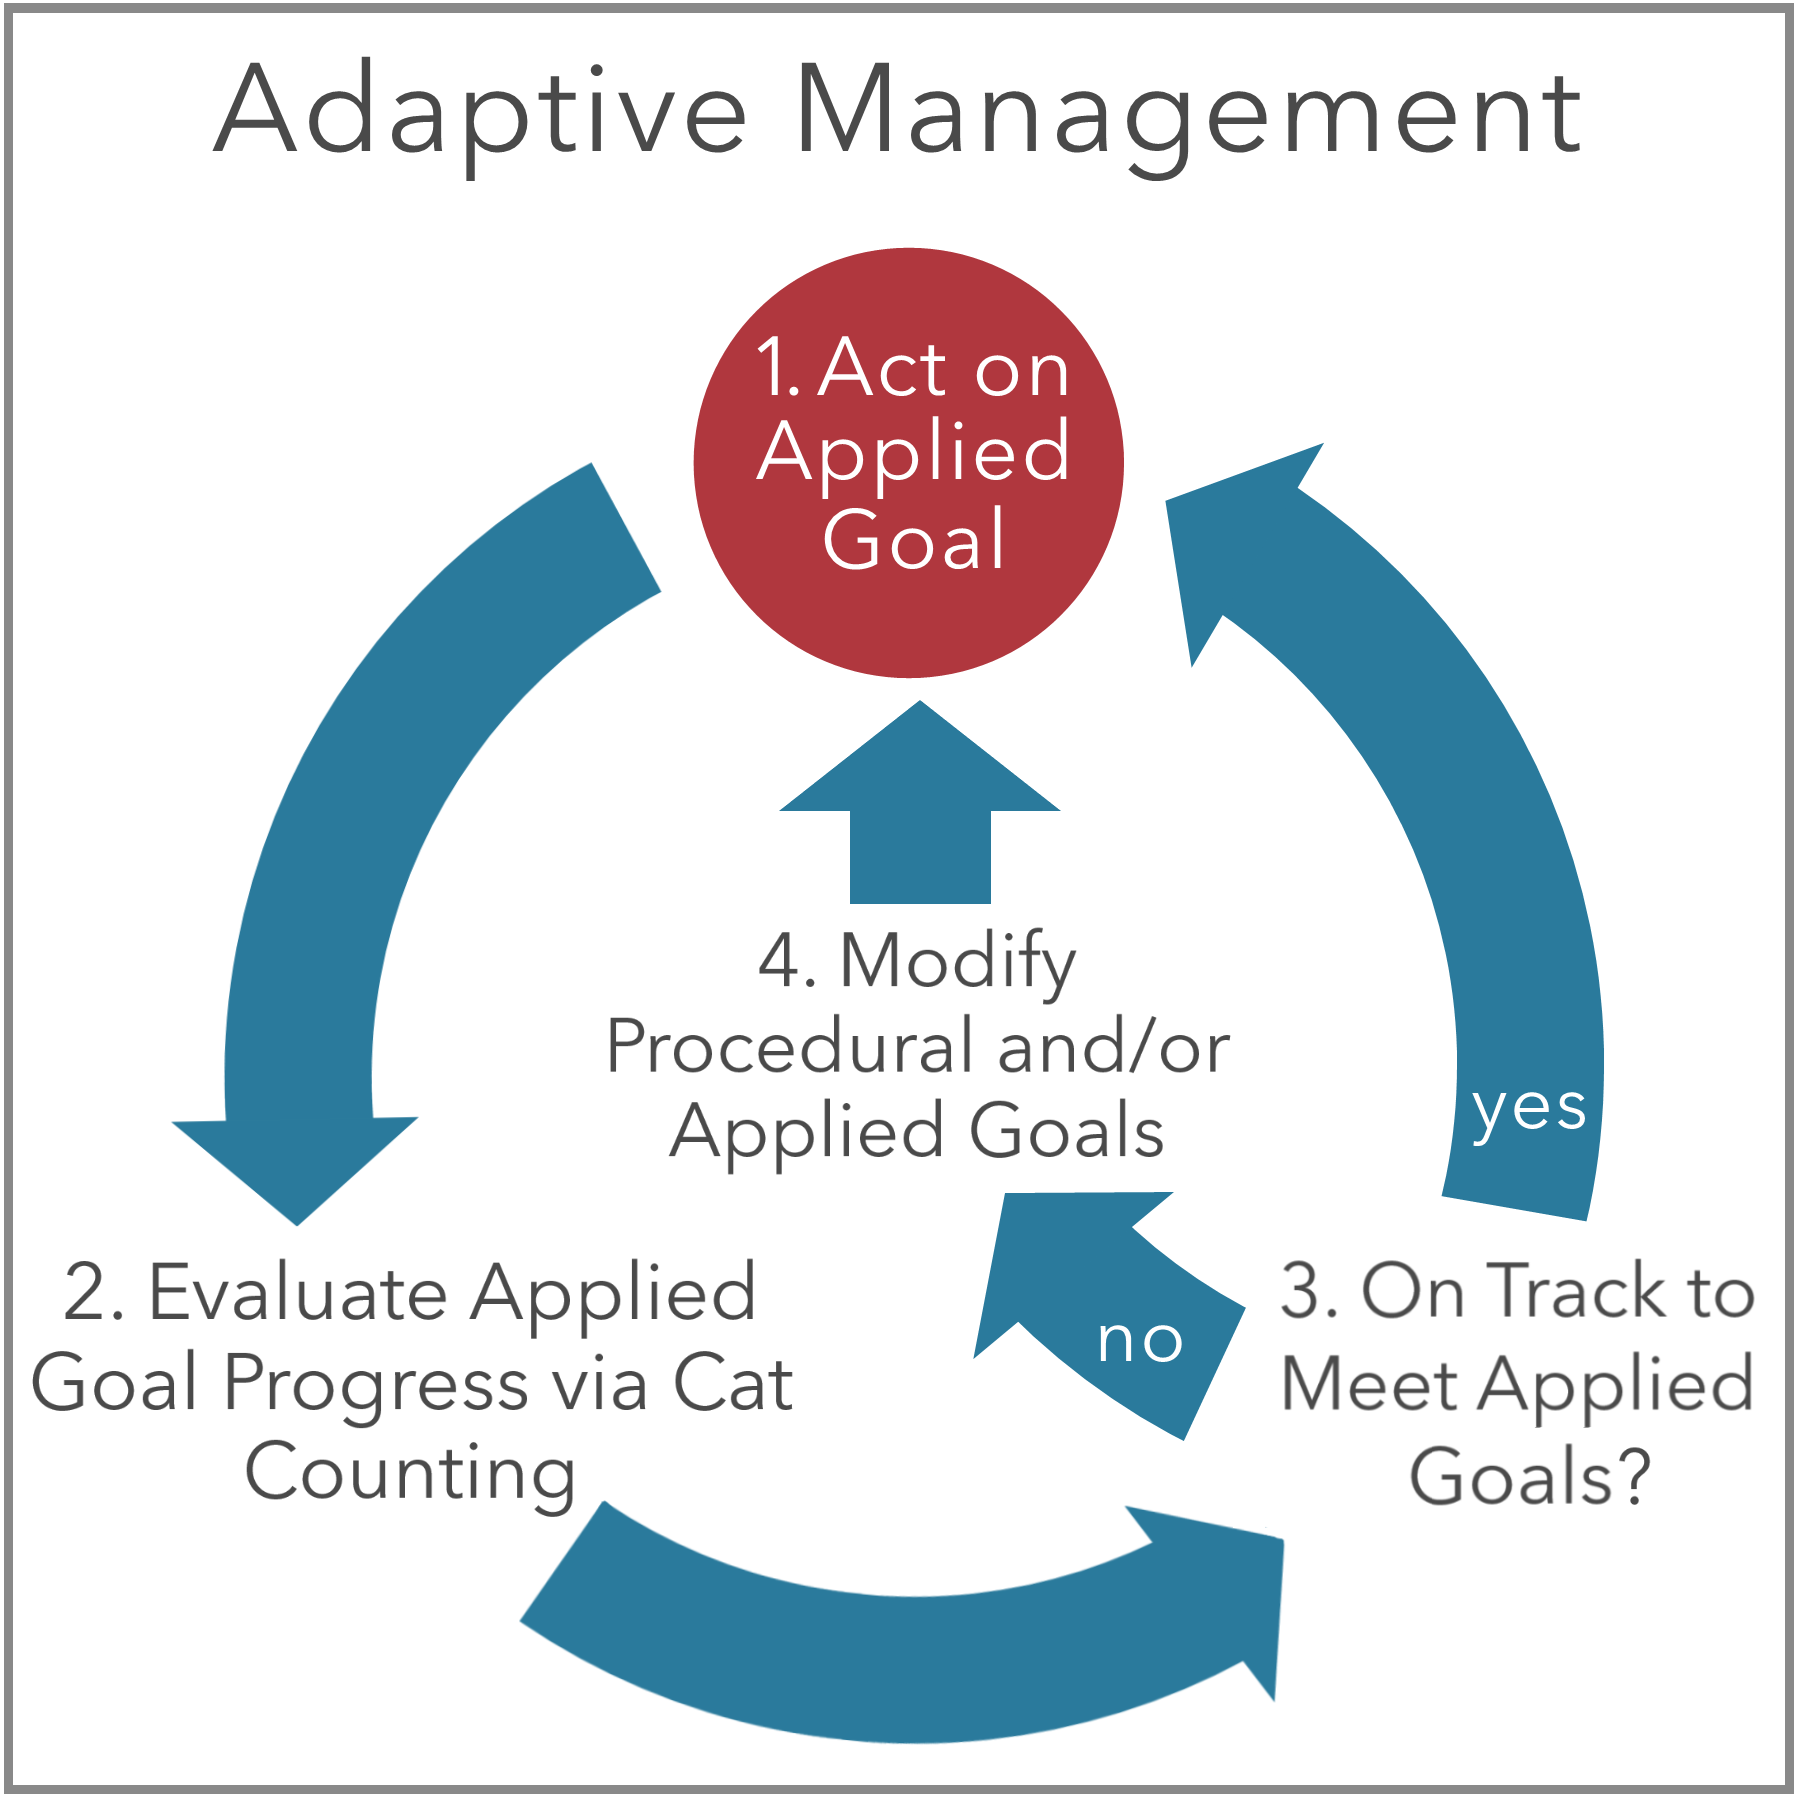 Adaptive Management
1. Act on
Applied
Goal
2. Evaluate Applied
Goal Progress via Cat
Counting
3. On Track to
Meet Applied
Goals?
yes
no
4. Modify
Procedural and/or
Applied Goals